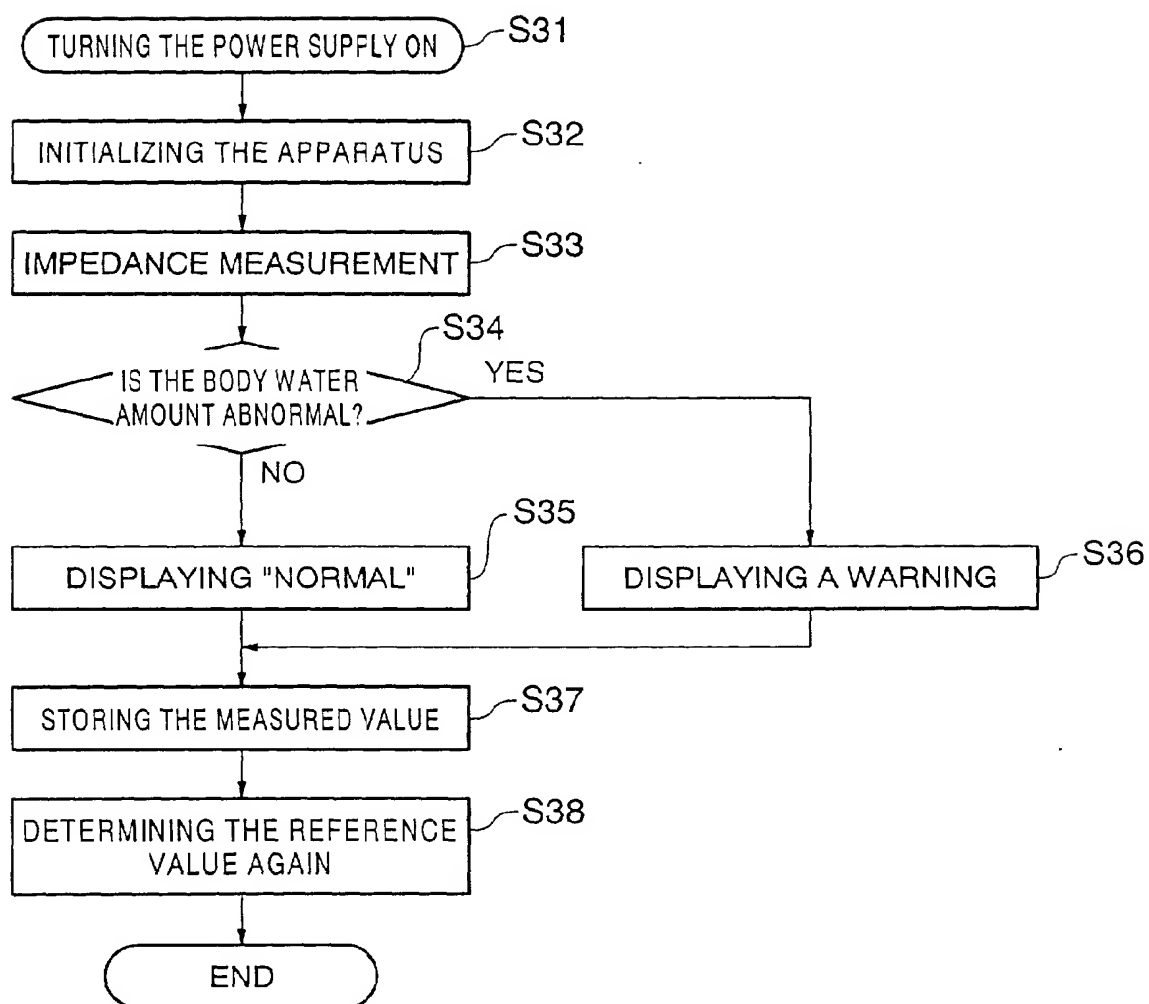 TURNING THE POWER SUPPLY ON
S31
INITIALIZING THE APPARATUS
S32
IMPEDANCE MEASUREMENT
S33
S34
IS THE BODY WATER
AMOUNT ABNORMAL?
YES
NO
DISPLAYING "NORMAL"
S35
DISPLAYING A WARNING
S36
STORING THE MEASURED VALUE
S37
DETERMINING THE REFERENCE
VALUE AGAIN
S38
END